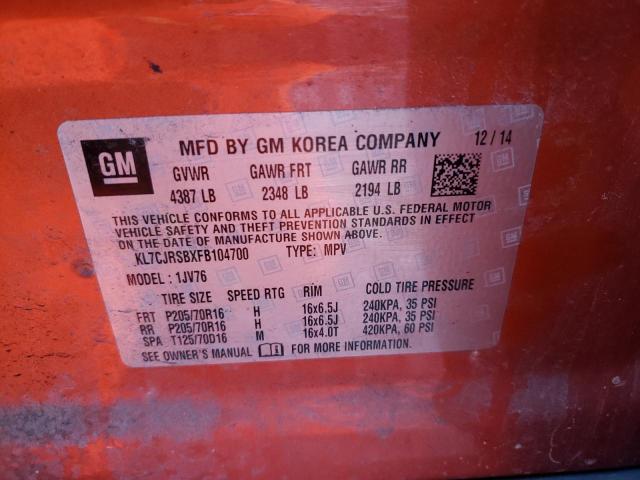 GM
MFD BY GM KOREA COMPANY 12/14
GVWR GAWR FRT GAWR RR
4387 LB 2348 LB 2194 LB
THIS VEHICLE CONFORMS TO ALL APPLICABLE U.S. FEDERAL MOTOR
VEHICLE SAFETY AND THEFT PREVENTION STANDARDS IN EFFECT
ON THE DATE OF MANUFACTURE SHOWN ABOVE.
KL7CJRSBXFB104700 TYPE: MPV
MODEL: 1JV76
TIRE SIZE SPEED RTG RIM COLD TIRE PRESSURE
FRT P205/70R16 H 16x6.5J 240KPA, 35 PSI
RR P205/70R16 H 16x6.5J 240KPA, 35 PSI
SPA T125/70D16 M 16x4.0T 420KPA, 60 PSI
SEE OWNER'S MANUAL FOR MORE INFORMATION.